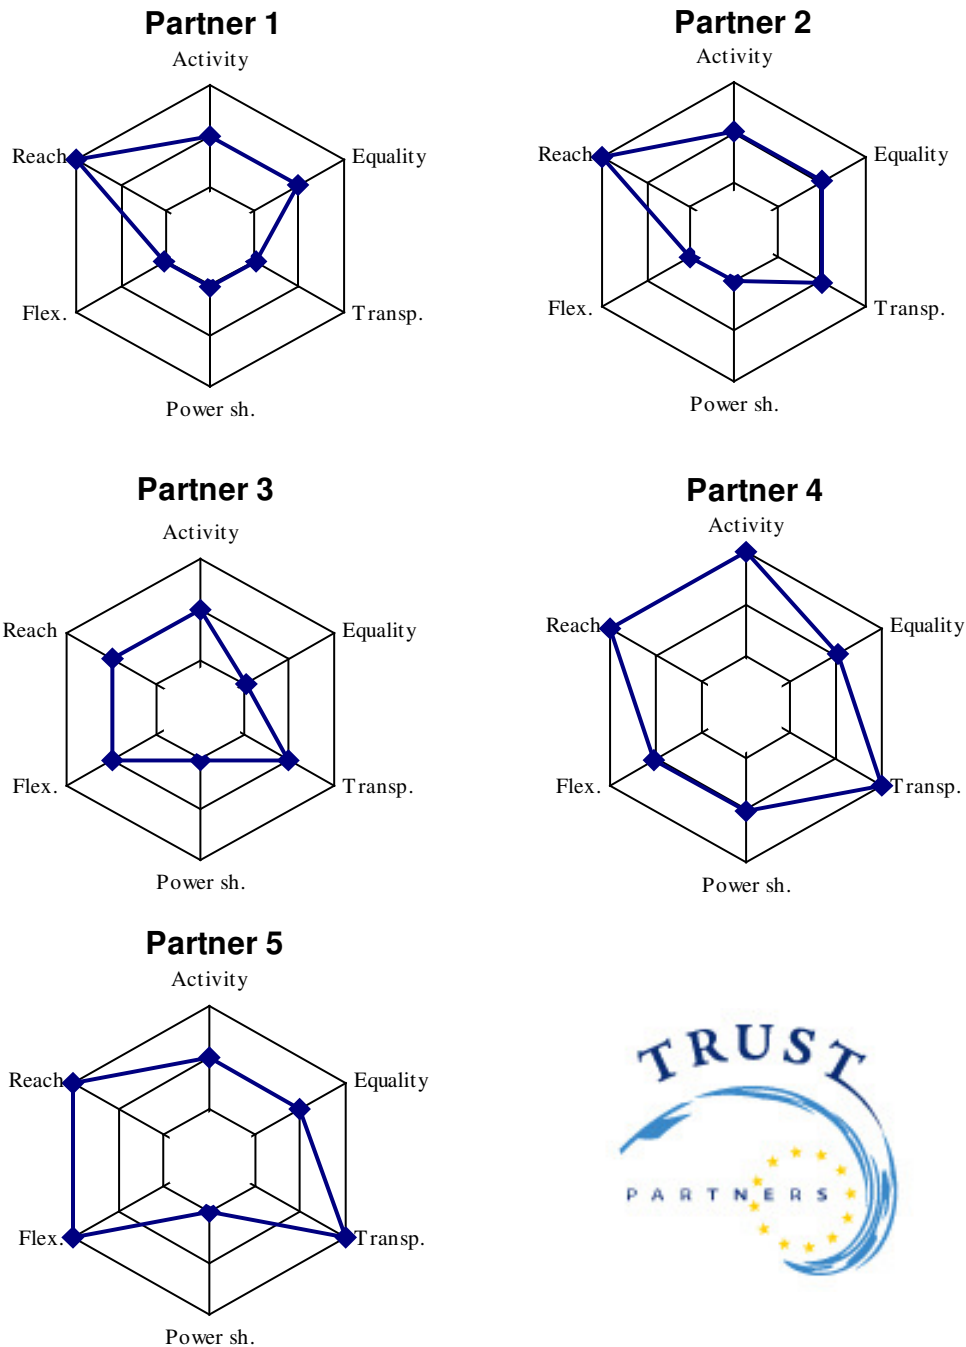 Partner 1
Activity
Reach
Equality
Flex.
Transp.
Power sh.
Partner 2
Activity
Reach
Equality
Flex.
Transp.
Power sh.
Partner 3
Activity
Reach
Equality
Flex.
Transp.
Power sh.
Partner 4
Activity
Reach
Equality
Flex.
Transp.
Power sh.
Partner 5
Activity
Reach
Equality
Flex.
Transp.
Power sh.
TRUST
PARTNERS